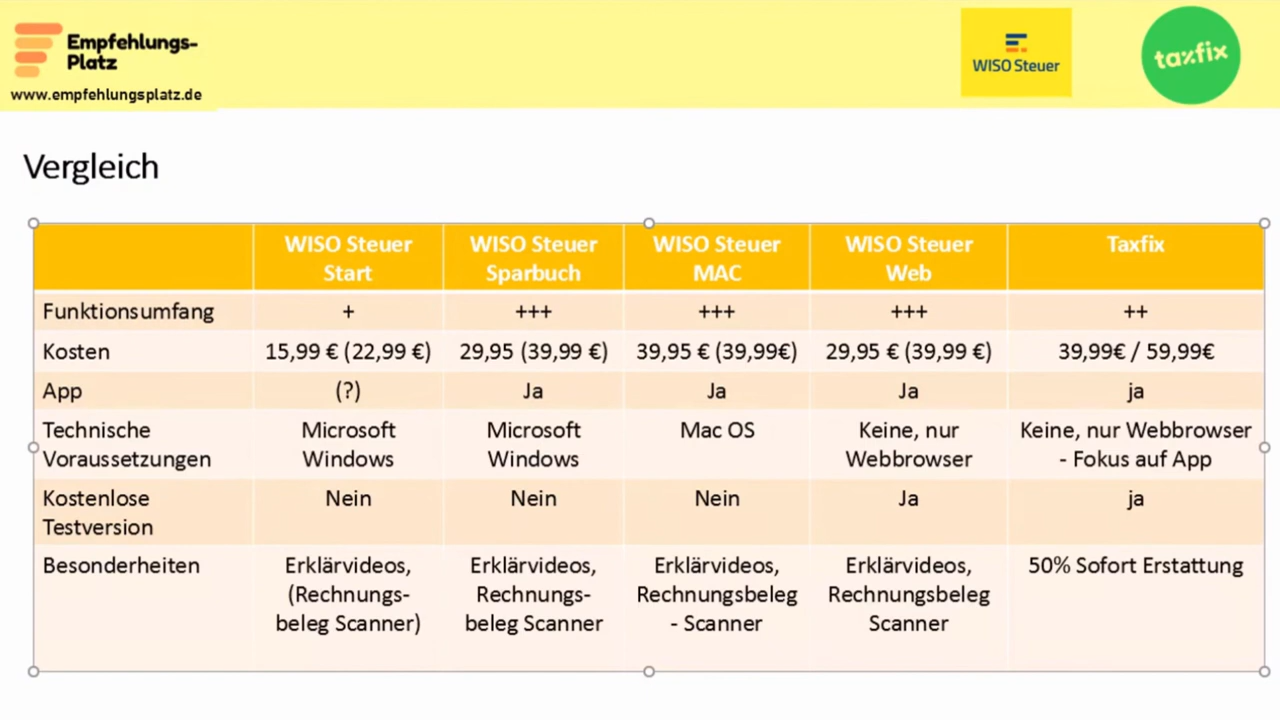 Empfehlungs-
Platz
www.empfehlungsplatz.de
WISO Steuer
taxfix
Vergleich
WISO Steuer Start WISO Steuer Sparbuch WISO Steuer MAC WISO Steuer Web Taxfix
Funktionsumfang + +++ +++ +++ ++
Kosten 15,99 € (22,99 €) 29,95 (39,99 €) 39,95 € (39,99€) 29,95 € (39,99 €) 39,99€ / 59,99€
App (?) Ja Ja Ja ja
Technische Microsoft Microsoft Mac OS Keine, nur Keine, nur Webbrowser
Voraussetzungen Windows Windows Webbrowser - Fokus auf App
Kostenlose Nein Nein Nein Ja ja
Testversion
Besonderheiten Erklärvideos, Erklärvideos, Erklärvideos, Erklärvideos, 50% Sofort Erstattung
(Rechnungs- Rechnungs- Rechnungsbeleg Rechnungsbeleg
beleg Scanner) beleg Scanner - Scanner Scanner